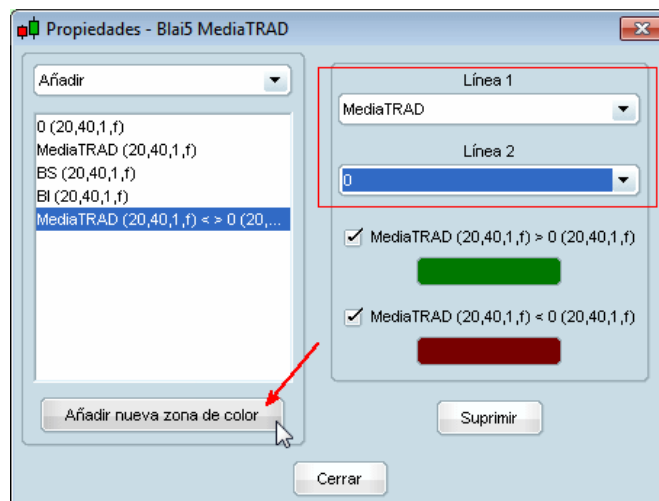 Propiedades - Blai5 MediaTRAD
Añadir
0 (20,40,1,f)
MediaTRAD (20,40,1,f)
BS (20,40,1,f)
BI (20,40,1,f)
MediaTRAD (20,40,1,f) < > 0 (20,...
Añadir nueva zona de color
Línea 1
MediaTRAD
Línea 2
0
MediaTRAD (20,40,1,f) > 0 (20,40,1,f)
MediaTRAD (20,40,1,f) < 0 (20,40,1,f)
Suprimir
Cerrar